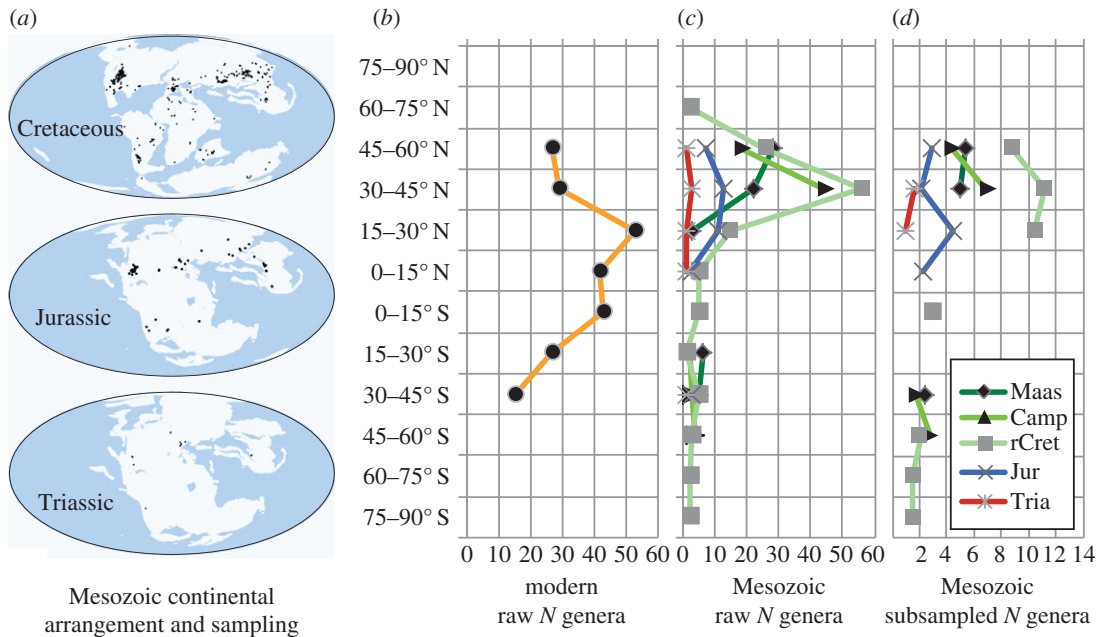 (a)
Cretaceous
Jurassic
Triassic
Mesozoic continental
arrangement and sampling
(b)
75–90° N
60–75° N
45–60° N
30–45° N
15–30° N
0–15° N
0–15° S
15–30° S
30–45° S
45–60° S
60–75° S
75–90° S
0 10 20 30 40 50 60
modern
raw N genera
(c)
0 10 20 30 40 50 60
Mesozoic
raw N genera
(d)
Maas
Camp
rCret
Jur
Tria
2 4 6 8 10 12 14
Mesozoic
subsampled N genera